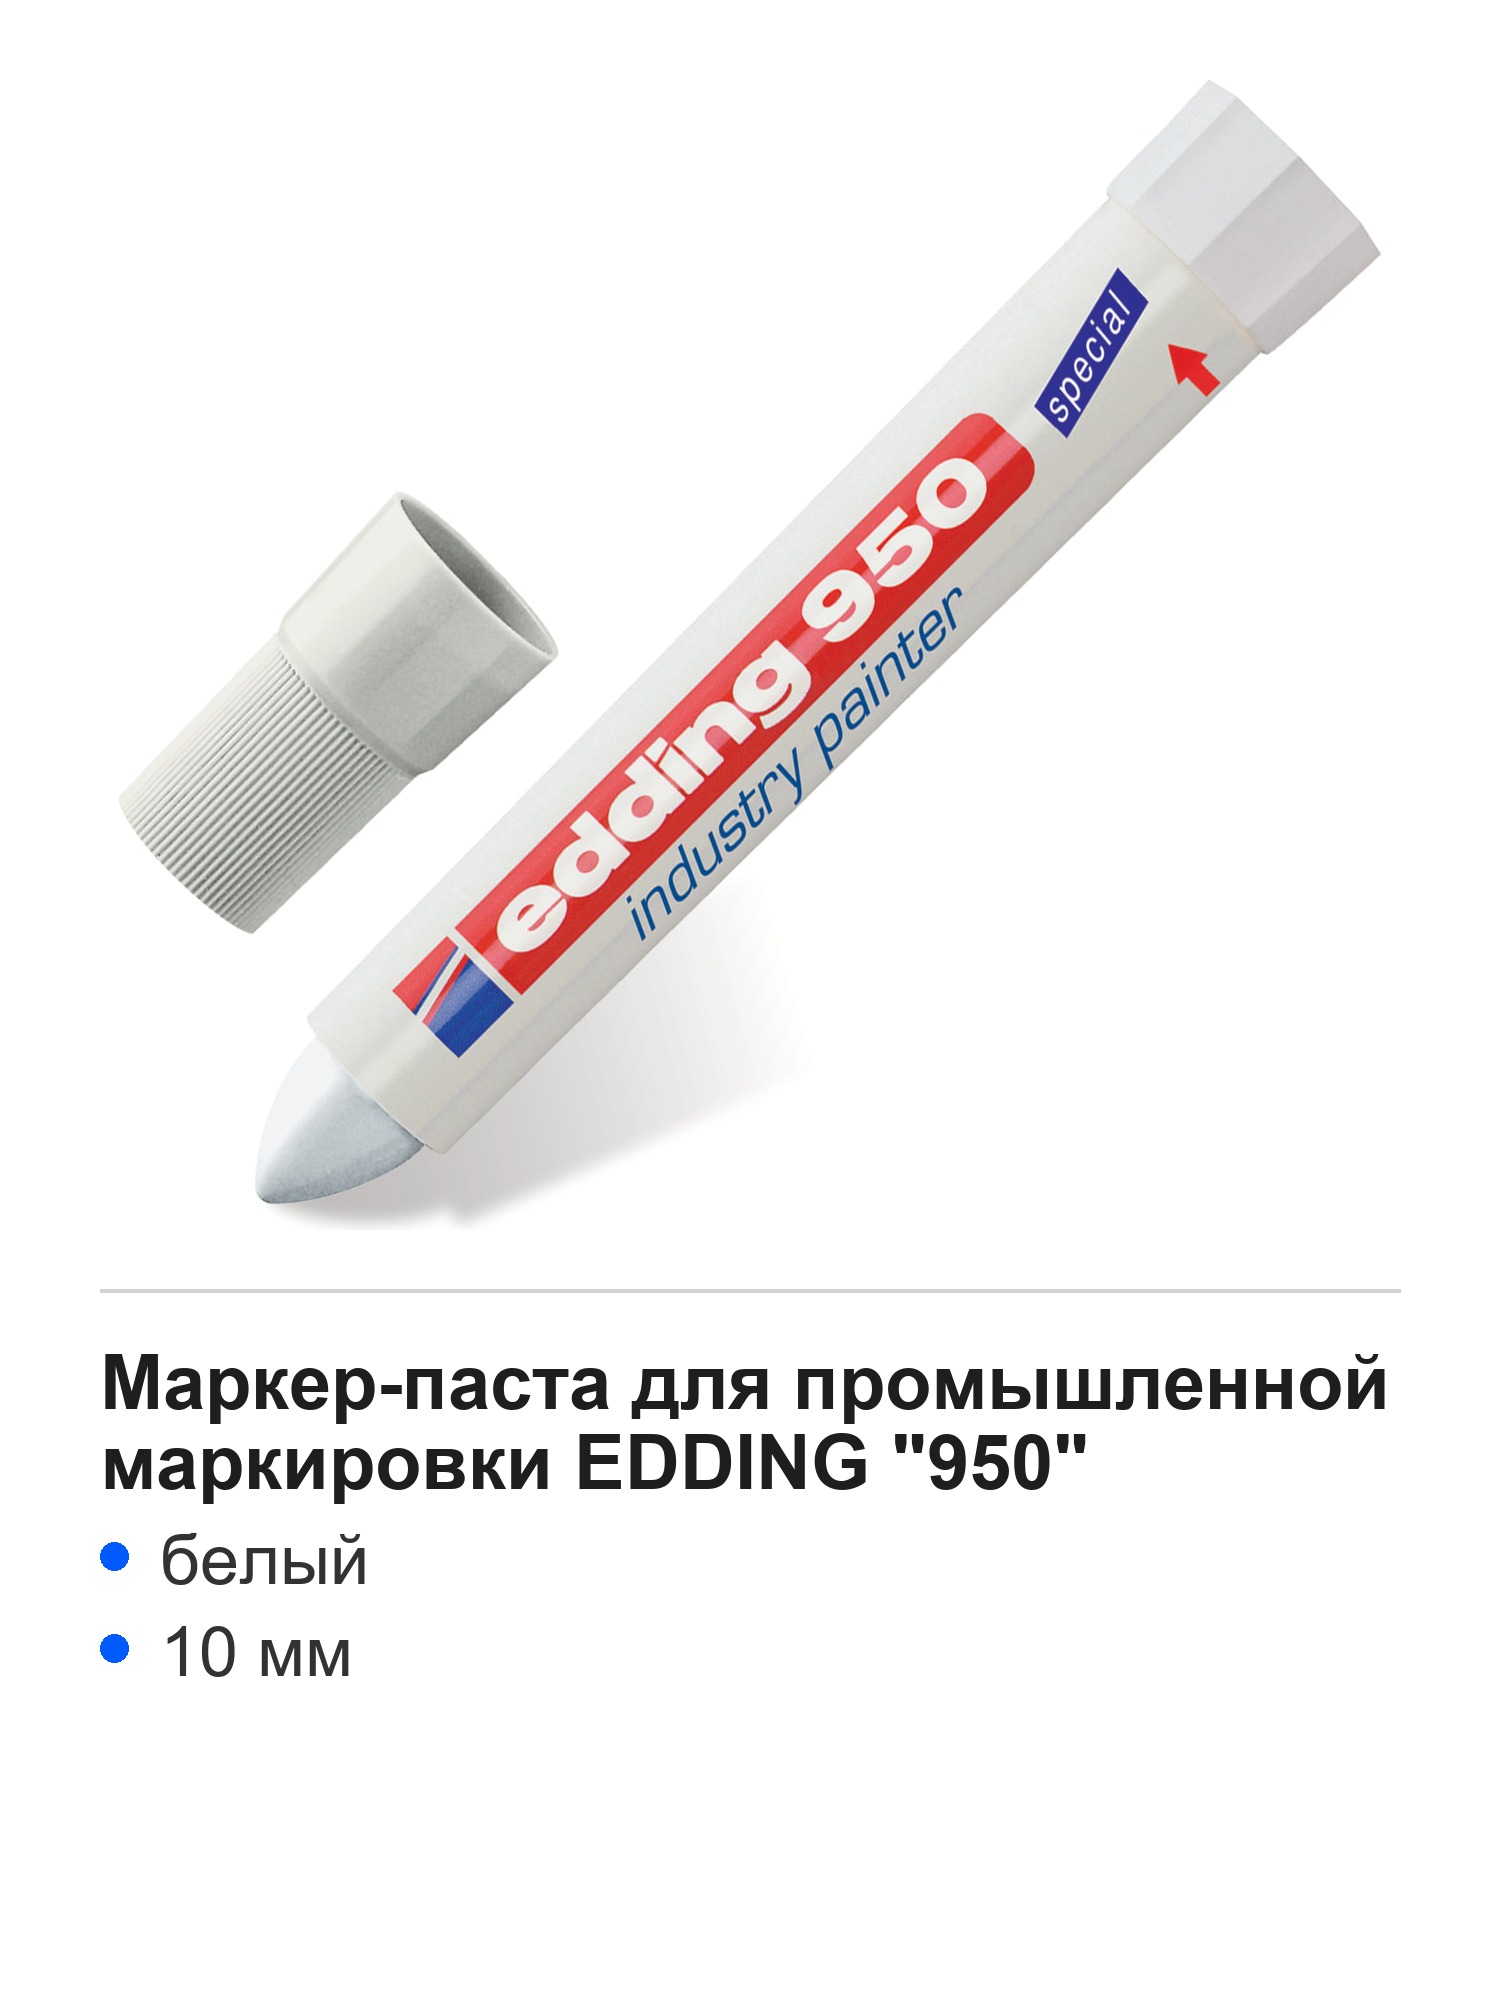 special
edding 950
industry painter
Маркер-паста для промышленной
маркировки EDDING "950"
белый
10 мм